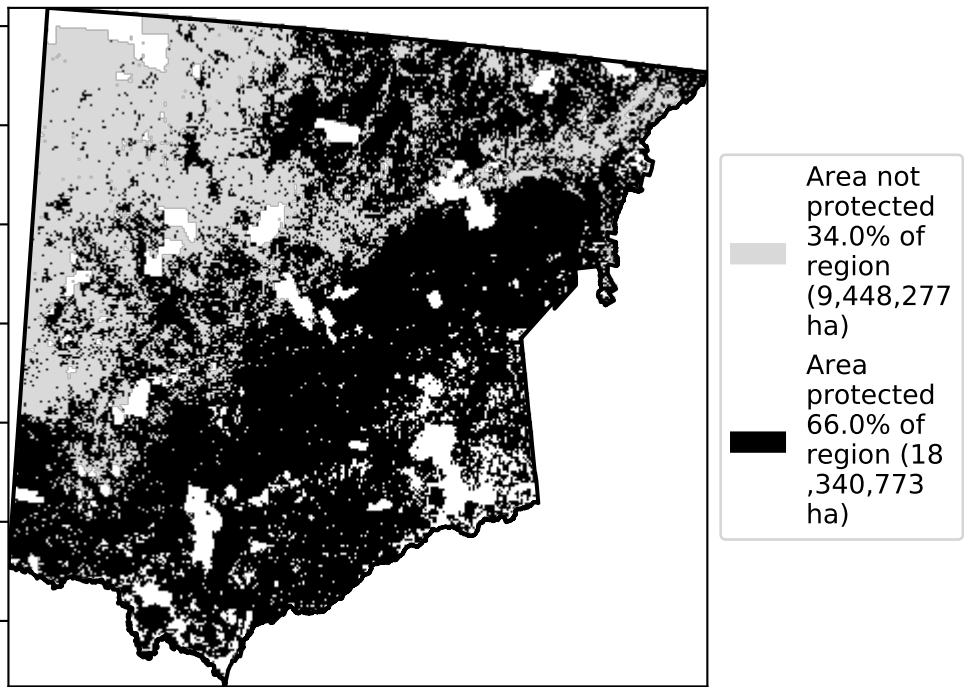 Area not
protected
34.0% of
region
(9,448,277
ha)
Area
protected
66.0% of
region (18
,340,773
ha)